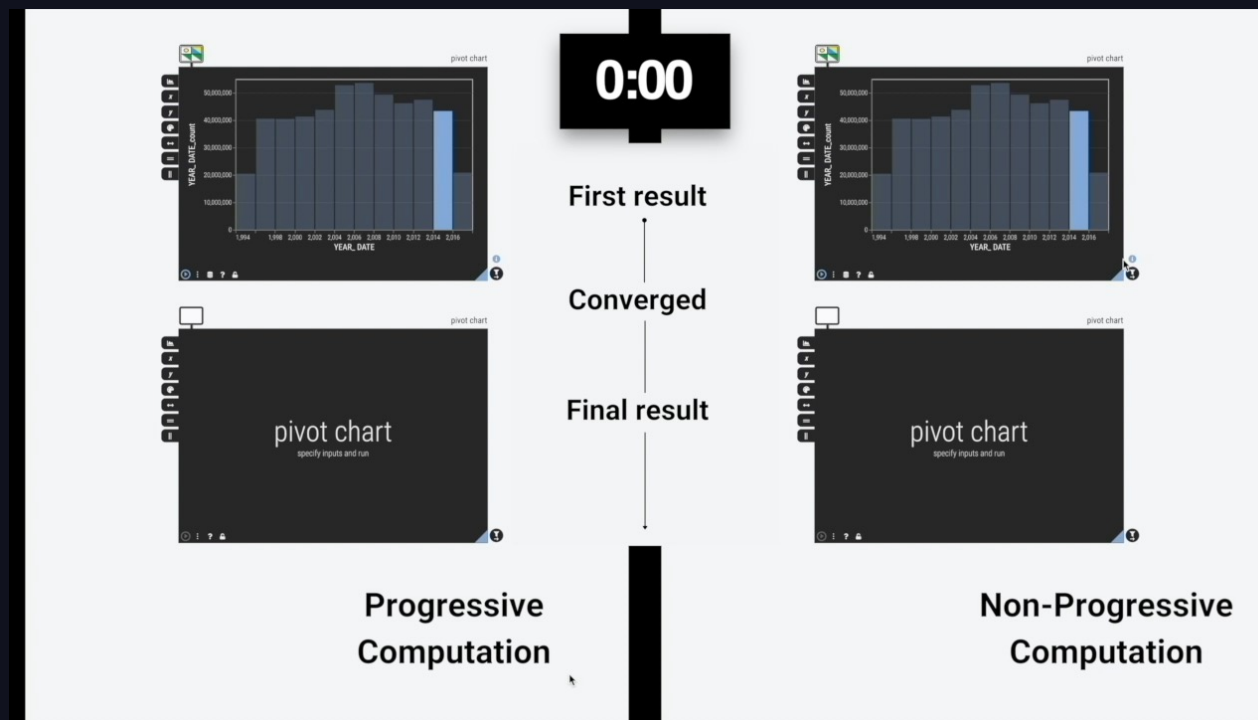 pivot chart
50,000,000
40,000,000
30,000,000
20,000,000
10,000,000
0
YEAR_DATE_count
1,994
1,998
2,000
2,002
2,004
2,006
2,008
2,010
2,012
2,014
2,016
YEAR_DATE
0:00
First result
Converged
Final result
pivot chart
50,000,000
40,000,000
30,000,000
20,000,000
10,000,000
0
YEAR_DATE_count
1,994
1,998
2,000
2,002
2,004
2,006
2,008
2,010
2,012
2,014
2,016
YEAR_DATE
pivot chart
pivot chart
specify inputs and run
pivot chart
pivot chart
specify inputs and run
Progressive
Computation
Non-Progressive
Computation